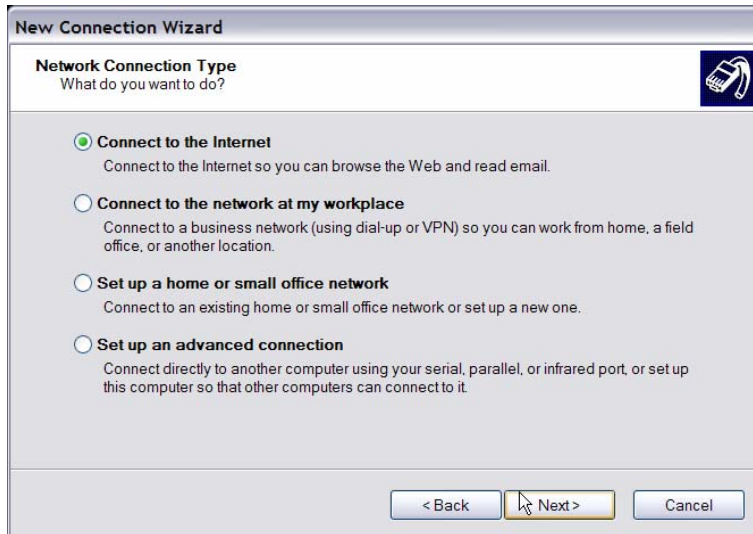 New Connection Wizard
Network Connection Type
What do you want to do?
Connect to the Internet
Connect to the Internet so you can browse the Web and read email.
Connect to the network at my workplace
Connect to a business network (using dial-up or VPN) so you can work from home, a field
office, or another location.
Set up a home or small office network
Connect to an existing home or small office network or set up a new one.
Set up an advanced connection
Connect directly to another computer using your serial, parallel, or infrared port, or set up
this computer so that other computers can connect to it.
< Back Next > Cancel